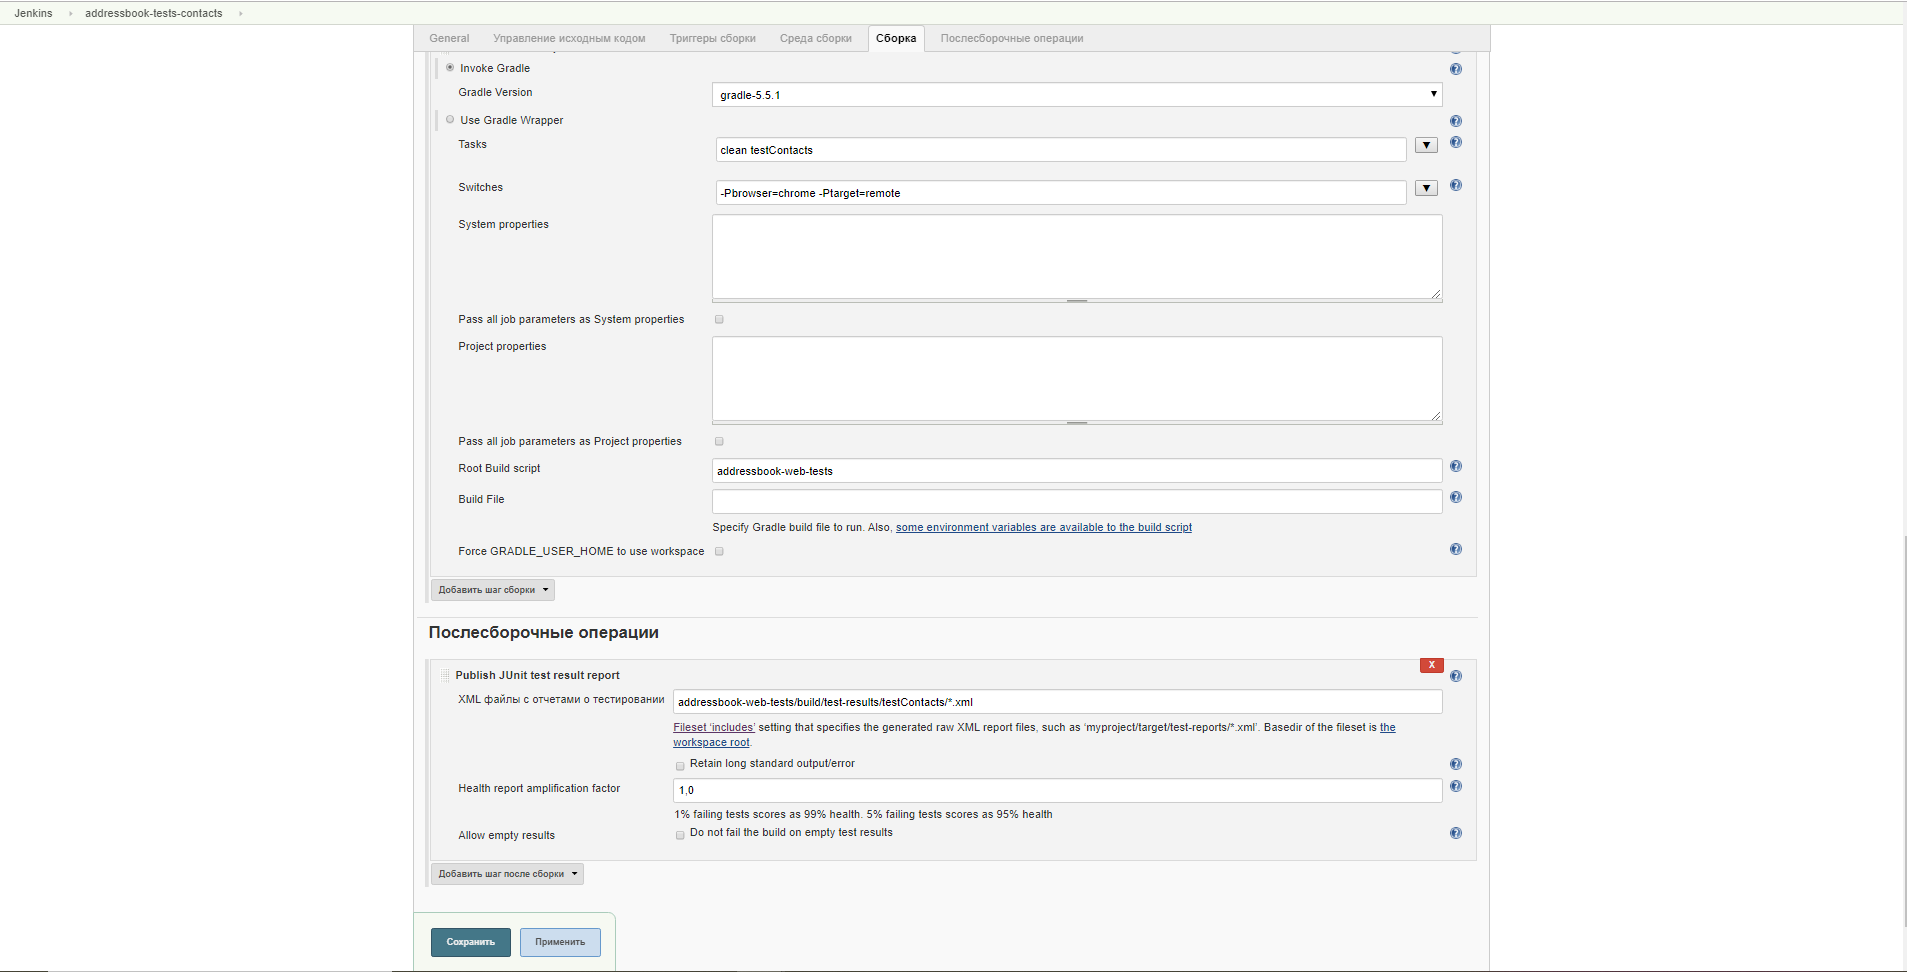 Jenkins addressbook-tests-contacts
General Управление исходным кодом Триггеры сборки Среда сборки Сборка Послесборочные операции
Invoke Gradle
Gradle Version gradle-5.5.1
Use Gradle Wrapper
Tasks clean testContacts
Switches -Pbrowser=chrome -Ptarget=remote
System properties
Pass all job parameters as System properties
Project properties
Pass all job parameters as Project properties
Root Build script addressbook-web-tests
Build File
Specify Gradle build file to run. Also, some environment variables are available to the build script
Force GRADLE_USER_HOME to use workspace
Добавить шаг сборки
Послесборочные операции
X
Publish JUnit test result report
XML файлы с отчетами о тестировании addressbook-web-tests/build/test-results/testContacts/*.xml
Fileset 'includes' setting that specifies the generated raw XML report files, such as 'myproject/target/test-reports/*.xml'. Basedir of the fileset is the
workspace root.
Retain long standard output/error
Health report amplification factor 1,0
1% failing tests scores as 99% health. 5% failing tests scores as 95% health
Allow empty results Do not fail the build on empty test results
Добавить шаг после сборки
Сохранить Применить